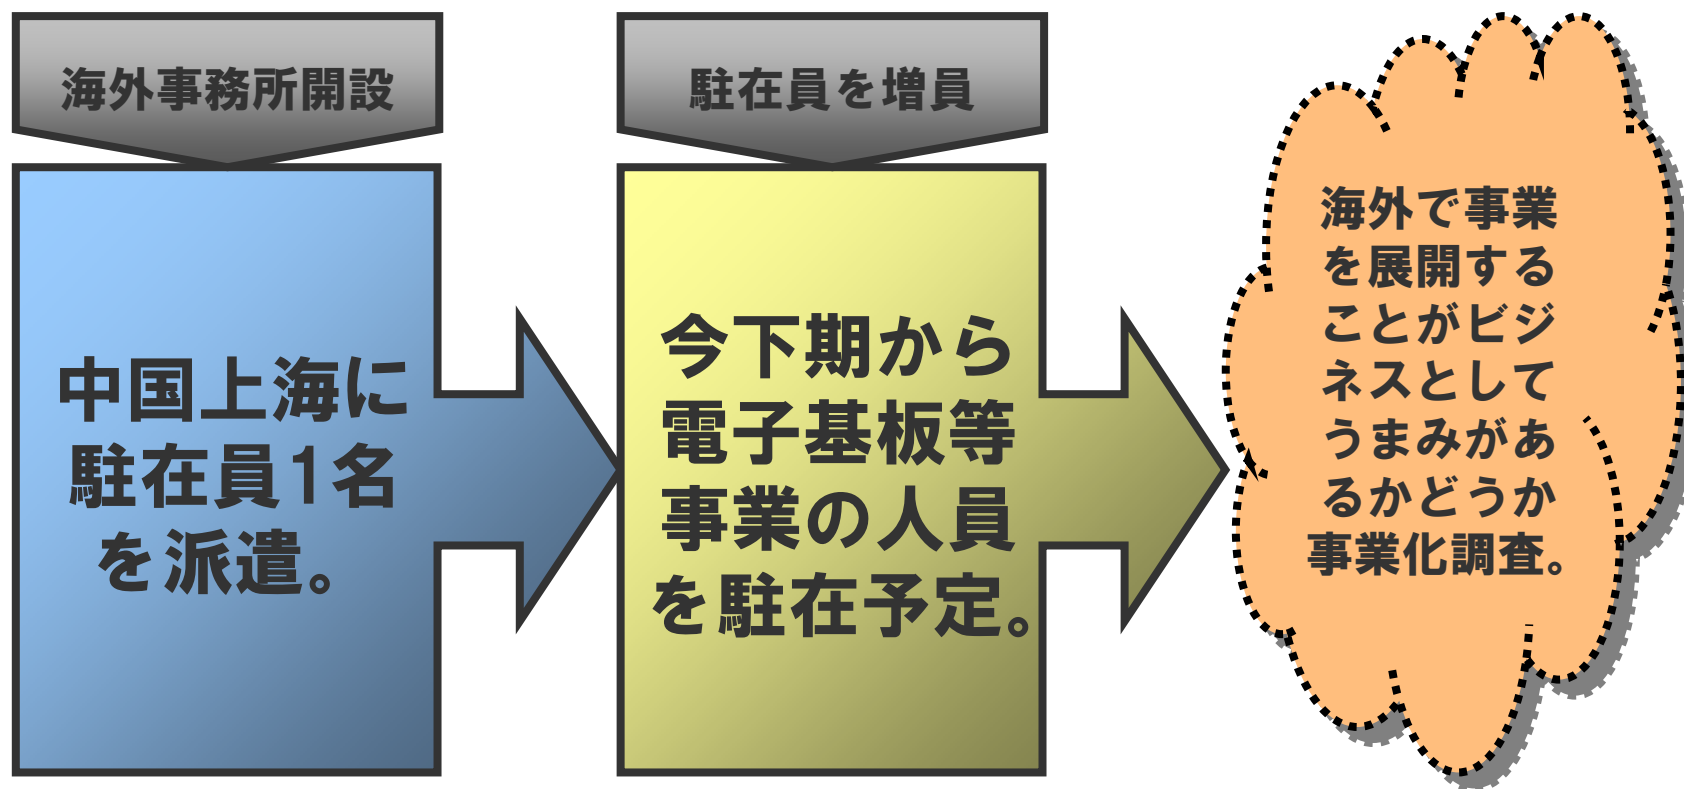 海外事務所開設
中国上海に
駐在員1名
を派遣。
駐在員を増員
今下期から
電子基板等
事業の人員
を駐在予定。
海外で事業
を展開する
ことがビジ
ネスとして
うまみがあ
るかどうか
事業化調査。